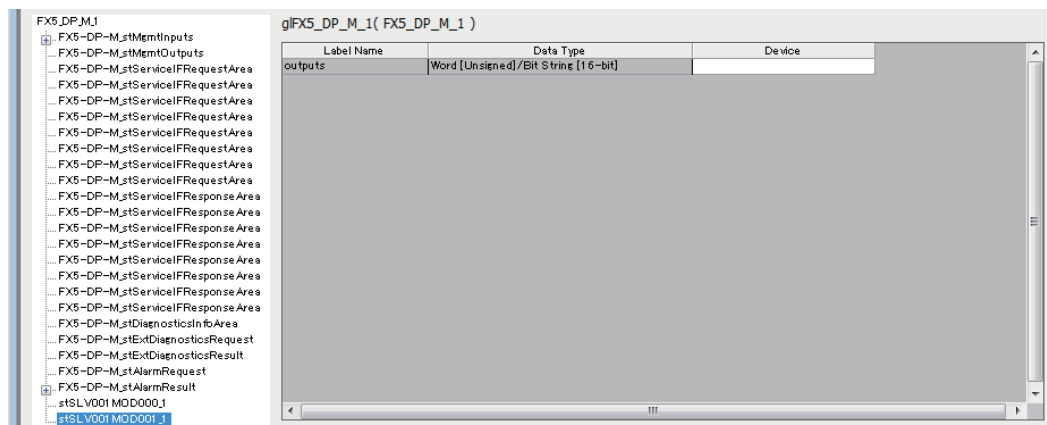 FX5_DP_M_1
FX5-DP-M_stMgmtInputs
FX5-DP-M_stMgmtOutputs
FX5-DP-M_stServiceIFRequestArea
FX5-DP-M_stServiceIFRequestArea
FX5-DP-M_stServiceIFRequestArea
FX5-DP-M_stServiceIFRequestArea
FX5-DP-M_stServiceIFRequestArea
FX5-DP-M_stServiceIFRequestArea
FX5-DP-M_stServiceIFRequestArea
FX5-DP-M_stServiceIFRequestArea
FX5-DP-M_stServiceIFResponseArea
FX5-DP-M_stServiceIFResponseArea
FX5-DP-M_stServiceIFResponseArea
FX5-DP-M_stServiceIFResponseArea
FX5-DP-M_stServiceIFResponseArea
FX5-DP-M_stServiceIFResponseArea
FX5-DP-M_stServiceIFResponseArea
FX5-DP-M_stServiceIFResponseArea
FX5-DP-M_stDiagnosticsInfoArea
FX5-DP-M_stExtDiagnosticsRequest
FX5-DP-M_stExtDiagnosticsResult
FX5-DP-M_stAlarmRequest
FX5-DP-M_stAlarmResult
stSLV001MOD000_1
stSLV001MOD001_1
glFX5_DP_M_1( FX5_DP_M_1 )
Label Name Data Type Device
outputs Word [Unsigned]/Bit String [16-bit]